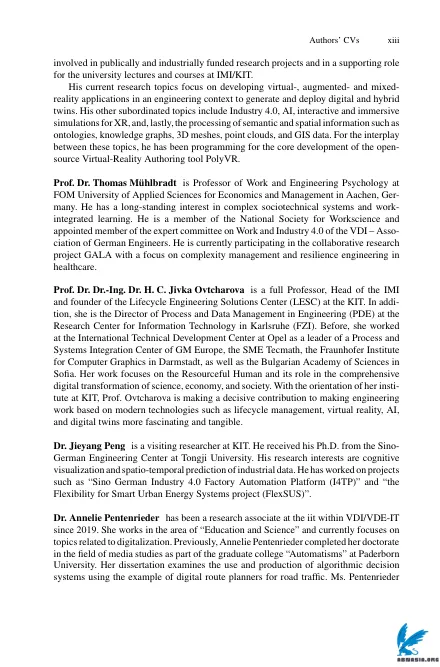 Authors' CVs xiii
involved in publically and industrially funded research projects and in a supporting role
for the university lectures and courses at IMI/KIT.
His current research topics focus on developing virtual-, augmented- and mixed-
reality applications in an engineering context to generate and deploy digital and hybrid
twins. His other subordinated topics include Industry 4.0, AI, interactive and immersive
simulations for XR, and, lastly, the processing of semantic and spatial information such as
ontologies, knowledge graphs, 3D meshes, point clouds, and GIS data. For the interplay
between these topics, he has been programming for the core development of the open-
source Virtual-Reality Authoring tool PolyVR.
Prof. Dr. Thomas Mühlbradt is Professor of Work and Engineering Psychology at
FOM University of Applied Sciences for Economics and Management in Aachen, Ger-
many. He has a long-standing interest in complex sociotechnical systems and work-
integrated learning. He is a member of the National Society for Workscience and
appointed member of the expert committee on Work and Industry 4.0 of the VDI – Asso-
ciation of German Engineers. He is currently participating in the collaborative research
project GALA with a focus on complexity management and resilience engineering in
healthcare.
Prof. Dr. Dr.-Ing. Dr. H. C. Jivka Ovtcharova is a full Professor, Head of the IMI
and founder of the Lifecycle Engineering Solutions Center (LESC) at the KIT. In addi-
tion, she is the Director of Process and Data Management in Engineering (PDE) at the
Research Center for Information Technology in Karlsruhe (FZI). Before, she worked
at the International Technical Development Center at Opel as a leader of a Process and
Systems Integration Center of GM Europe, the SME Tecmath, the Fraunhofer Institute
for Computer Graphics in Darmstadt, as well as the Bulgarian Academy of Sciences in
Sofia. Her work focuses on the Resourceful Human and its role in the comprehensive
digital transformation of science, economy, and society. With the orientation of her insti-
tute at KIT, Prof. Ovtcharova is making a decisive contribution to making engineering
work based on modern technologies such as lifecycle management, virtual reality, AI,
and digital twins more fascinating and tangible.
Dr. Jieyang Peng is a visiting researcher at KIT. He received his Ph.D. from the Sino-
German Engineering Center at Tongji University. His research interests are cognitive
visualization and spatio-temporal prediction of industrial data. He has worked on projects
such as “Sino German Industry 4.0 Factory Automation Platform (I4TP)” and “the
Flexibility for Smart Urban Energy Systems project (FlexSUS)”.
Dr. Annelie Pentenrieder has been a research associate at the iit within VDI/VDE-IT
since 2019. She works in the area of “Education and Science” and currently focuses on
topics related to digitalization. Previously, Annelie Pentenrieder completed her doctorate
in the field of media studies as part of the graduate college “Automatisms” at Paderborn
University. Her dissertation examines the use and production of algorithmic decision
systems using the example of digital route planners for road traffic. Ms. Pentenrieder